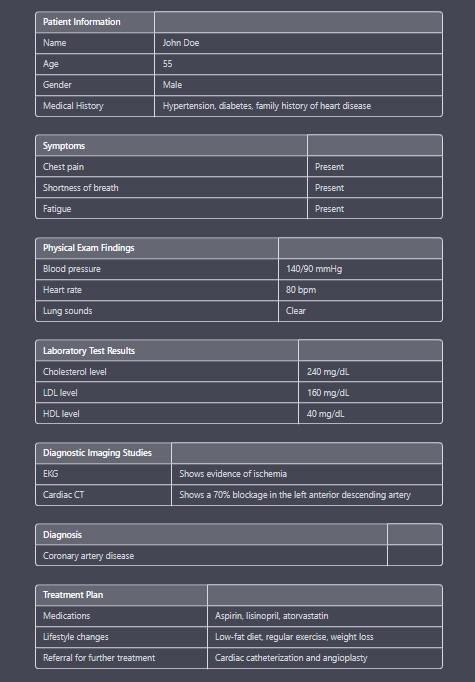 Patient Information
Name John Doe
Age 55
Gender Male
Medical History Hypertension, diabetes, family history of heart disease
Symptoms
Chest pain Present
Shortness of breath Present
Fatigue Present
Physical Exam Findings
Blood pressure 140/90 mmHg
Heart rate 80 bpm
Lung sounds Clear
Laboratory Test Results
Cholesterol level 240 mg/dL
LDL level 160 mg/dL
HDL level 40 mg/dL
Diagnostic Imaging Studies
EKG Shows evidence of ischemia
Cardiac CT Shows a 70% blockage in the left anterior descending artery
Diagnosis
Coronary artery disease
Treatment Plan
Medications Aspirin, lisinopril, atorvastatin
Lifestyle changes Low-fat diet, regular exercise, weight loss
Referral for further treatment Cardiac catheterization and angioplasty